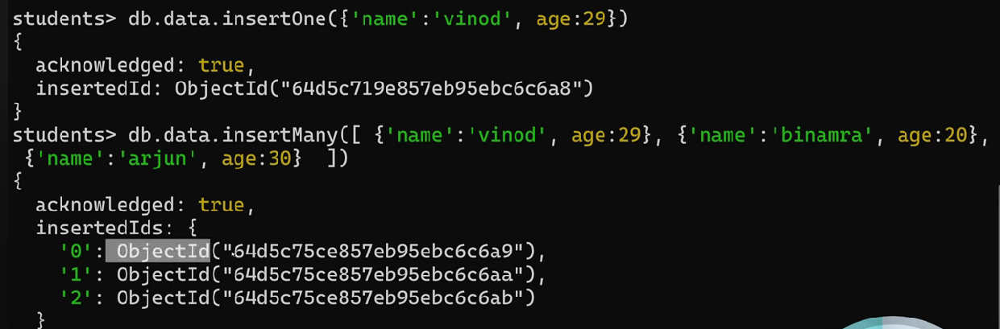 students> db.data.insertOne({'name':'vinod', age:29})
{
  acknowledged: true,
  insertedId: ObjectId("64d5c719e857eb95ebc6c6a8")
}
students> db.data.insertMany([ {'name':'vinod', age:29}, {'name':'binamra', age:20},
 {'name':'arjun', age:30}  ])
{
  acknowledged: true,
  insertedIds: {
    '0': ObjectId("64d5c75ce857eb95ebc6c6a9"),
    '1': ObjectId("64d5c75ce857eb95ebc6c6aa"),
    '2': ObjectId("64d5c75ce857eb95ebc6c6ab")
  }